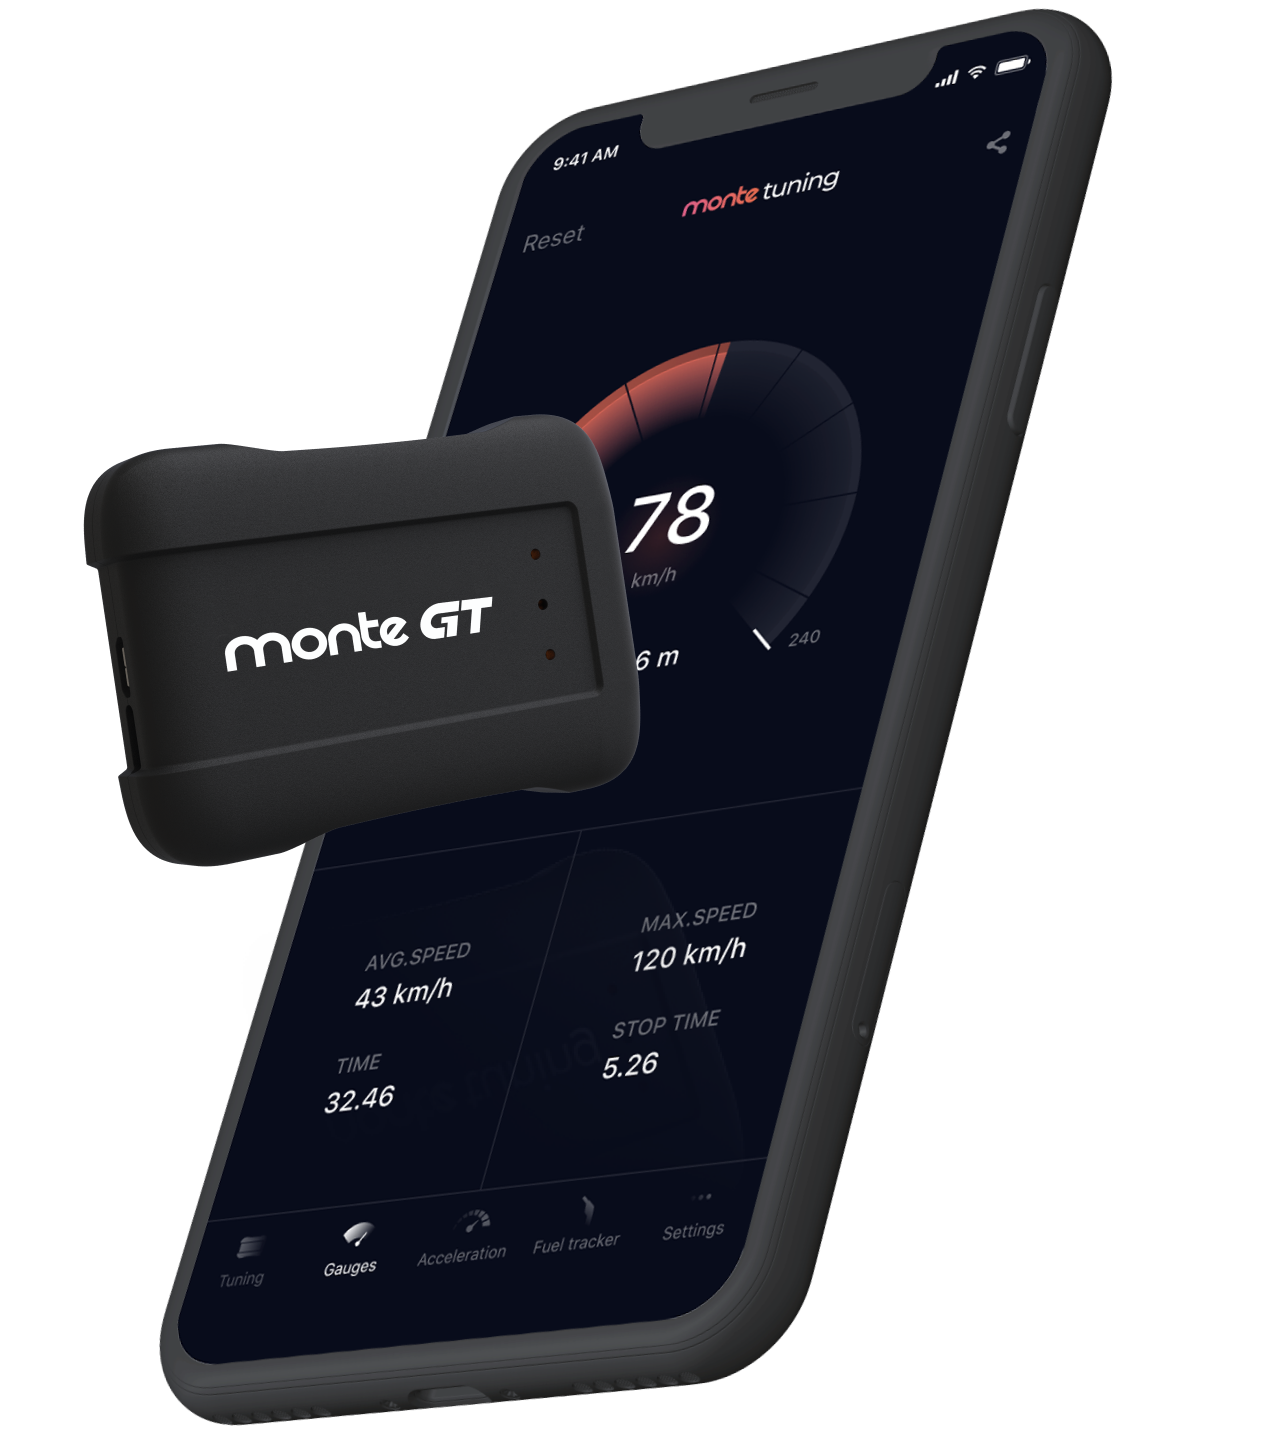 9:41 AM
monte tuning
Reset
78
km/h
6 m
240
monte GT
AVG.SPEED
43 km/h
MAX.SPEED
120 km/h
TIME
32.46
STOP TIME
5.26
Tuning
Gauges
Acceleration
Fuel tracker
Settings